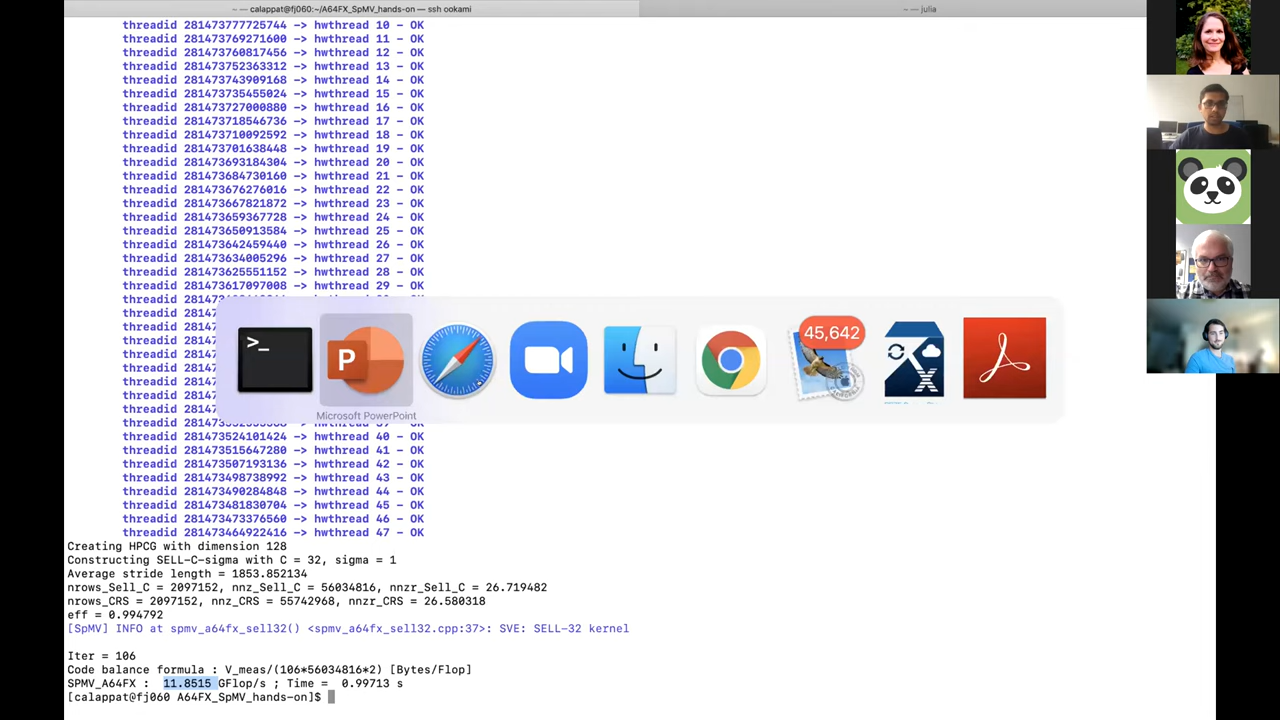 ~ — calappat@fj060:~/A64FX_SpMV_hands-on — ssh ookami
~ — julia
threadid 281473777725744 -> hwthread 10 - OK
threadid 281473769271600 -> hwthread 11 - OK
threadid 281473760817456 -> hwthread 12 - OK
threadid 281473752363312 -> hwthread 13 - OK
threadid 281473743909168 -> hwthread 14 - OK
threadid 281473735455024 -> hwthread 15 - OK
threadid 281473727000880 -> hwthread 16 - OK
threadid 281473718546736 -> hwthread 17 - OK
threadid 281473710092592 -> hwthread 18 - OK
threadid 281473701638448 -> hwthread 19 - OK
threadid 281473693184304 -> hwthread 20 - OK
threadid 281473684730160 -> hwthread 21 - OK
threadid 281473676276016 -> hwthread 22 - OK
threadid 281473667821872 -> hwthread 23 - OK
threadid 281473659367728 -> hwthread 24 - OK
threadid 281473650913584 -> hwthread 25 - OK
threadid 281473642459440 -> hwthread 26 - OK
threadid 281473634005296 -> hwthread 27 - OK
threadid 281473625551152 -> hwthread 28 - OK
threadid 281473617097008 -> hwthread 29 - OK
45,642
P
X
Microsoft PowerPoint
threadid 281473524101424 -> hwthread 40 - OK
threadid 281473515647280 -> hwthread 41 - OK
threadid 281473507193136 -> hwthread 42 - OK
threadid 281473498738992 -> hwthread 43 - OK
threadid 281473490284848 -> hwthread 44 - OK
threadid 281473481830704 -> hwthread 45 - OK
threadid 281473473376560 -> hwthread 46 - OK
threadid 281473464922416 -> hwthread 47 - OK
Creating HPCG with dimension 128
Constructing SELL-C-sigma with C = 32, sigma = 1
Average stride length = 1853.852134
nrows_Sell_C = 2097152, nnz_Sell_C = 56034816, nnzr_Sell_C = 26.719482
nrows_CRS = 2097152, nnz_CRS = 55742968, nnzr_CRS = 26.580318
eff = 0.994792
[SpMV] INFO at spmv_a64fx_sell32() <spmv_a64fx_sell32.cpp:37>: SVE: SELL-32 kernel
Iter = 106
Code balance formula : V_meas/(106*56034816*2) [Bytes/Flop]
SPMV_A64FX : 11.8515 GFlop/s ; Time = 0.99713 s
[calappat@fj060 A64FX_SpMV_hands-on]$